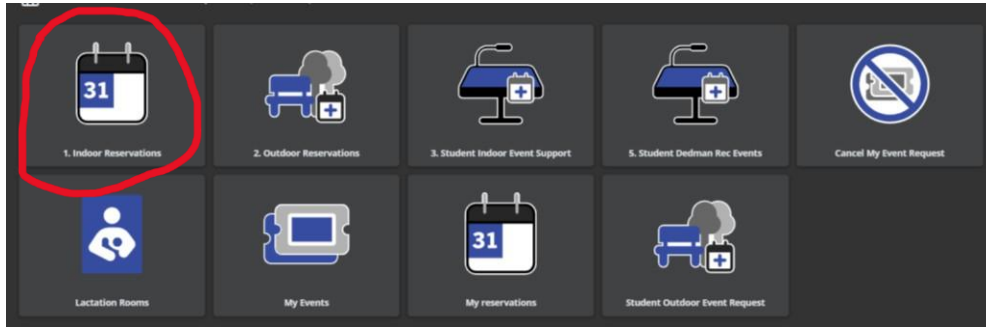 31
1. Indoor Reservations
2. Outdoor Reservations
3. Student Indoor Event Support
5. Student Dedman Rec Events
Cancel My Event Request
Lactation Rooms
My Events
31
My reservations
Student Outdoor Event Request